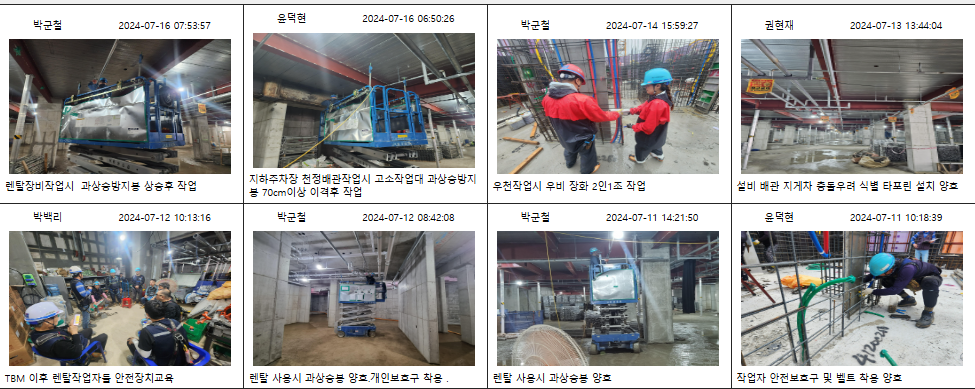 박군철 2024-07-16 07:53:57
윤덕현 2024-07-16 06:50:26
박군철 2024-07-14 15:59:27
권현재 2024-07-13 13:44:04
렌탈장비작업시 과상승방지봉 상승후 작업
지하주차장 천정배관작업시 고소작업대 과상승방지
봉 70cm이상 이격후 작업
우천작업시 우비 장화 2인1조 작업
설비 배관 지게차 충돌우려 식별 타포린 설치 양호
박백리 2024-07-12 10:13:16
박군철 2024-07-12 08:42:08
박군철 2024-07-11 14:21:50
윤덕현 2024-07-11 10:18:39
TBM 이후 렌탈작업자들 안전장치교육
렌탈 사용시 과상승봉 양호,개인보호구 착용 .
렌탈 사용시 과상승봉 양호
작업자 안전보호구 및 벨트 착용 양호